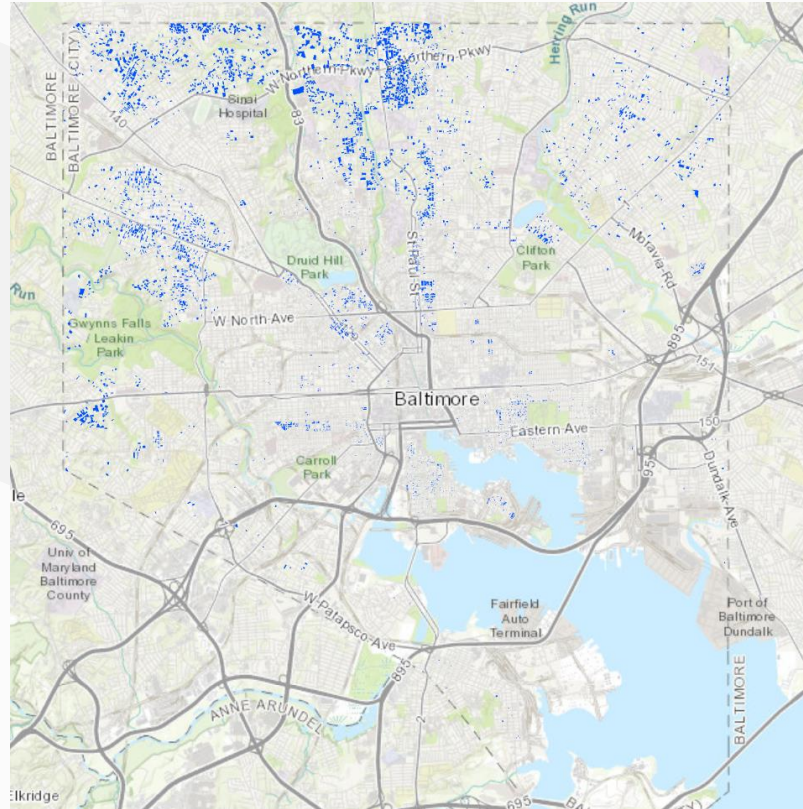 Herring Run
BALTIMORE
BALTIMORE (CITY)
140
W Northern Pkwy
Northern Pkwy
Sinai
Hospital
83
Druid Hill
Park
St Paul St
Clifton
Park
Moravia Rd
Run
Gwynns Falls
/ Leakin
Park
W North Ave
895
151
Baltimore
Eastern Ave
150
Carroll
Park
95
Dundalk Ave
le
695
Univ of
Maryland
Baltimore
County
W Patapsco Ave
Fairfield
Auto
Terminal
Port of
Baltimore
Dundalk
895
2
ANNE ARUNDEL
BALTIMORE
Elkridge
695